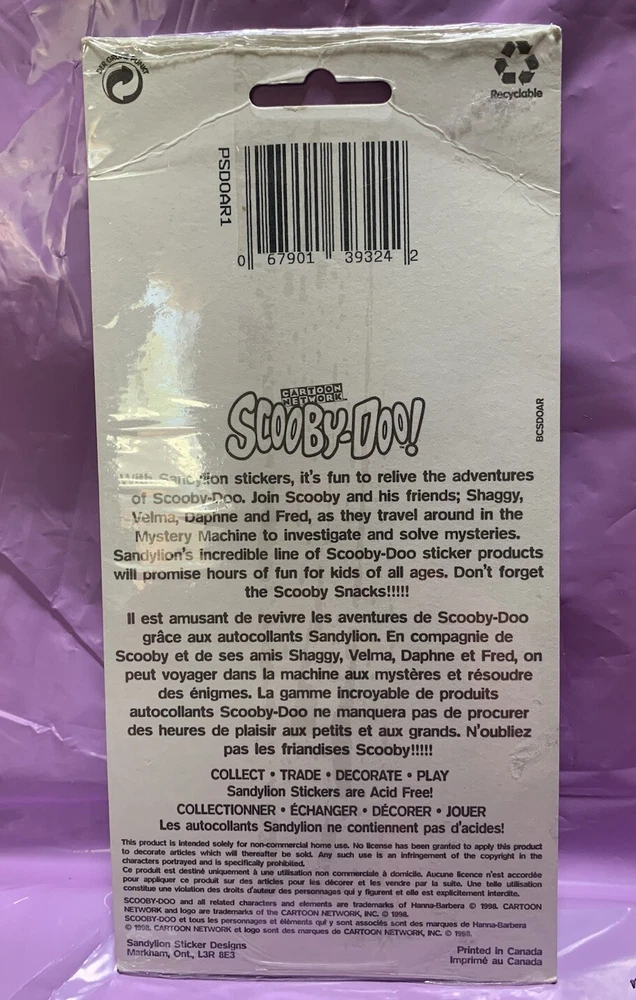 DER GRÜNE PUNKT
Recyclable
PSDOAR1
0 67901 39324 2
CARTOON
NETWORK
SCOOBY-DOO!
BCSDOAR
With Sandylion stickers, it's fun to relive the adventures
of Scooby-Doo. Join Scooby and his friends; Shaggy,
Velma, Daphne and Fred, as they travel around in the
Mystery Machine to investigate and solve mysteries.
Sandylion's incredible line of Scooby-Doo sticker products
will promise hours of fun for kids of all ages. Don't forget
the Scooby Snacks!!!!!
Il est amusant de revivre les aventures de Scooby-Doo
grâce aux autocollants Sandylion. En compagnie de
Scooby et de ses amis Shaggy, Velma, Daphne et Fred, on
peut voyager dans la machine aux mystères et résoudre
des énigmes. La gamme incroyable de produits
autocollants Scooby-Doo ne manquera pas de procurer
des heures de plaisir aux petits et aux grands. N'oubliez
pas les friandises Scooby!!!!!
COLLECT • TRADE • DECORATE • PLAY
Sandylion Stickers are Acid Free!
COLLECTIONNER • ÉCHANGER • DÉCORER • JOUER
Les autocollants Sandylion ne contiennent pas d'acides!
This product is intended solely for non-commercial home use. No license has been granted to apply this product
to decorate articles which will thereafter be sold. Any such use is an infringement of the copyright in the
characters portrayed and is specifically prohibited.
Ce produit est destiné uniquement à une utilisation non commerciale à domicile. Aucune licence n'est accordée
pour appliquer ce produit sur des articles pour les décorer et les vendre par la suite. Une telle utilisation
constitue une violation des droits d'auteur des personnages qui y figurent et elle est explicitement interdite.
SCOOBY-DOO and all related characters and elements are trademarks of Hanna-Barbera © 1998. CARTOON
NETWORK and logo are trademarks of the CARTOON NETWORK, INC. © 1998.
SCOOBY-DOO et tous les personnages et éléments qui y sont associés sont des marques de Hanna-Barbera
© 1998. CARTOON NETWORK et logo sont des marques de CARTOON NETWORK, INC. © 1998.
Sandylion Sticker Designs
Markham, Ont., L3R 8E3
Printed in Canada
Imprimé au Canada